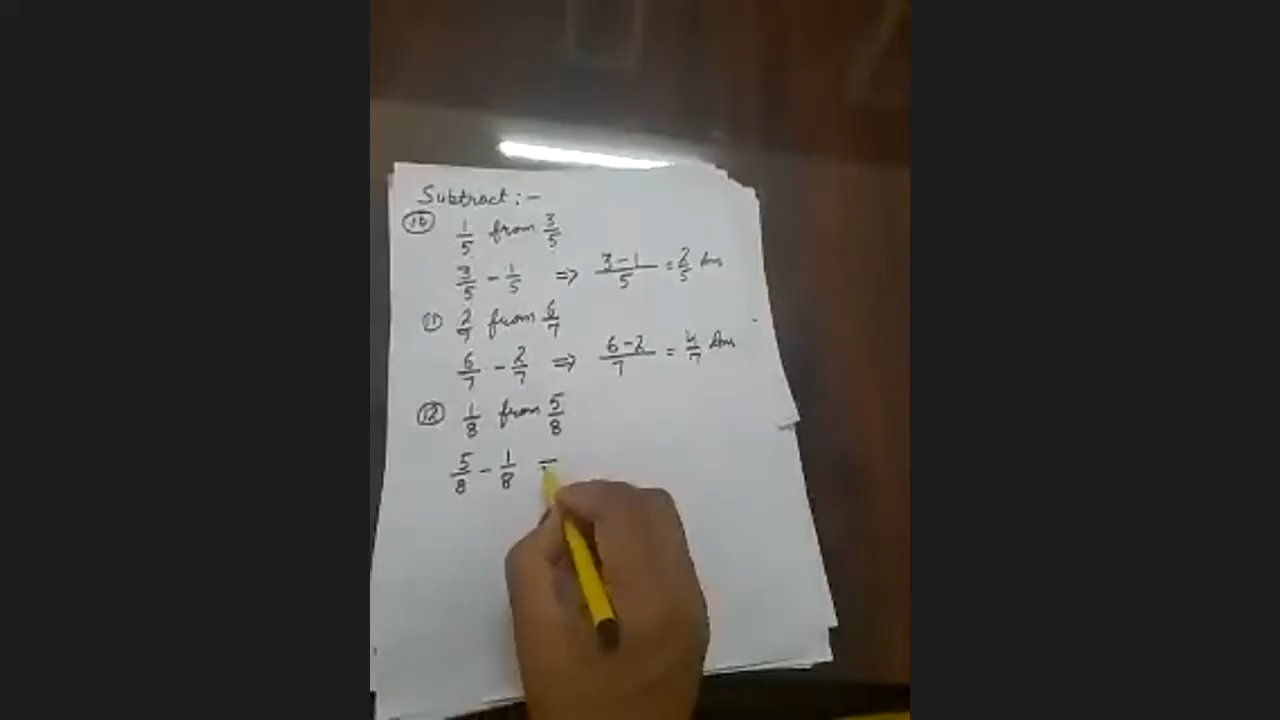 Subtract :-
(10) 1/5 from 3/5
3/5 - 1/5 ⇒ 3-1/5 = 2/5 Ans
(11) 2/7 from 6/7
6/7 - 2/7 ⇒ 6-2/7 = 4/7 Ans
(12) 1/8 from 5/8
5/8 - 1/8 =